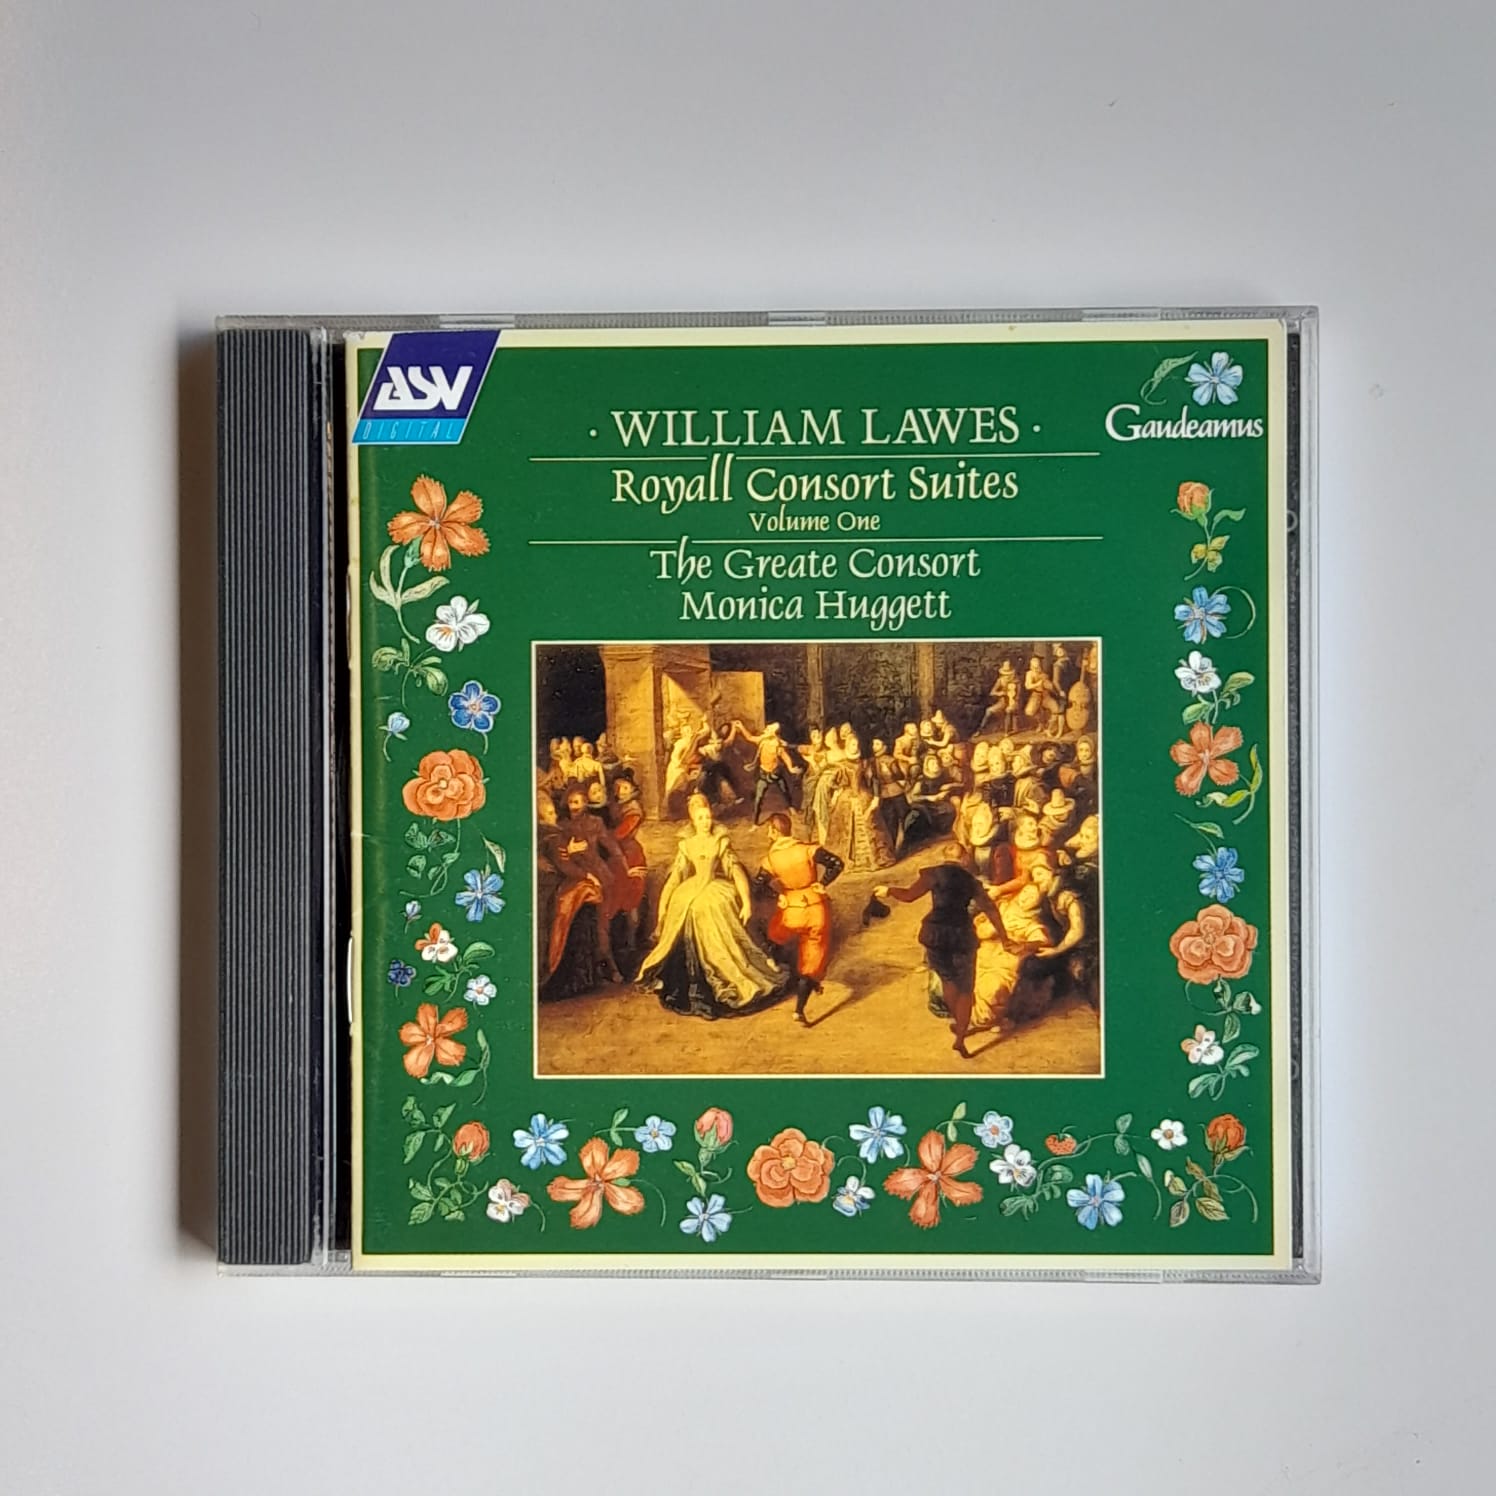 ASV
DIGITAL
· WILLIAM LAWES ·
Gaudeamus
Royall Consort Suites
Volume One
The Greate Consort
Monica Huggett